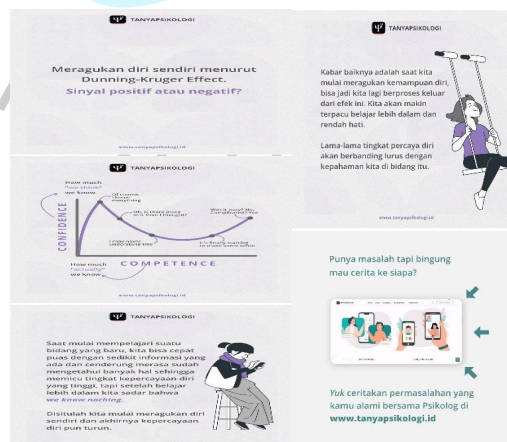 TANYAPSIKOLOGI
Meragukan diri sendiri menurut
Dunning-Kruger Effect.
Sinyal positif atau negatif?
www.tanyapsikologi.id
TANYAPSIKOLOGI
How much
"we think"
we know
CONFIDENCE
Of course,
I know
everything
Oh, is there more
to it than I thought?
I may never
understand this
It's finally starting
to make sense
Was it easy? No.
Complicated? Yes
How much
"actually"
we know
COMPETENCE
www.tanyapsikologi.id
TANYAPSIKOLOGI
Saat mulai mempelajari suatu
bidang yang baru, kita bisa cepat
puas dengan sedikit informasi yang
ada dan cenderung merasa sudah
mengetahui banyak hal sehingga
memicu tingkat kepercayaan diri
yang tinggi, tapi setelah belajar
lebih dalam kita sadar bahwa
we know nothing.
Disitulah kita mulai meragukan diri
sendiri dan akhirnya kepercayaan
diri pun turun.
TANYAPSIKOLOGI
Kabar baiknya adalah saat kita
mulai meragukan kemampuan diri,
bisa jadi kita lagi berproses keluar
dari efek ini. Kita akan makin
terpacu belajar lebih dalam dan
rendah hati.
Lama-lama tingkat percaya diri
akan berbanding lurus dengan
kepahaman kita di bidang itu.
www.tanyapsikologi.id
Punya masalah tapi bingung
mau cerita ke siapa?
Yuk ceritakan permasalahan yang
kamu alami bersama Psikolog di
www.tanyapsikologi.id